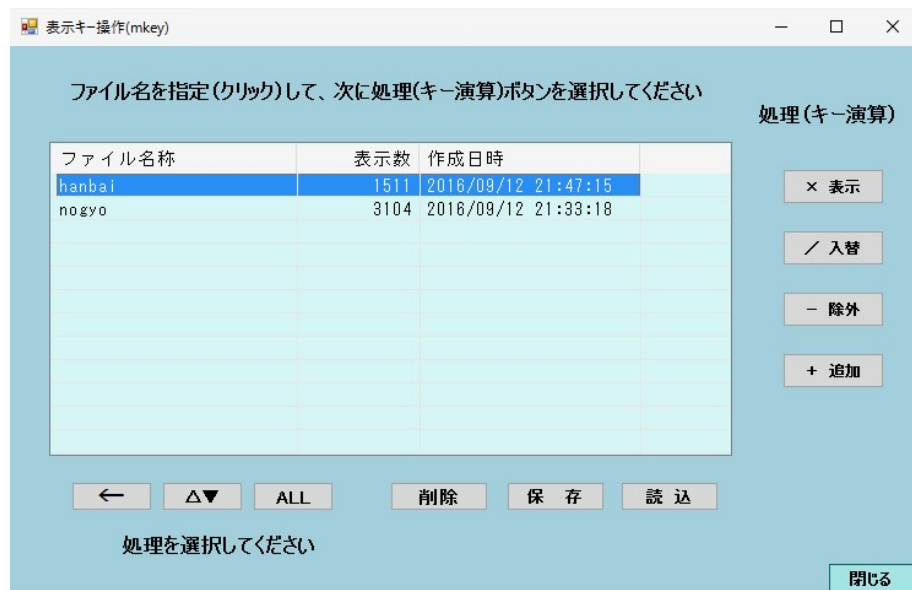 表示キー操作(mkey)
ファイル名を指定(クリック)して、次に処理(キー演算)ボタンを選択してください
処理(キー演算)
ファイル名称 表示数 作成日時
hanbai 1511 2016/09/12 21:47:15
nogyo 3104 2016/09/12 21:33:18
× 表示
／ 入替
－ 除外
＋ 追加
← △▼ ALL 削除 保 存 読 込
処理を選択してください
閉じる